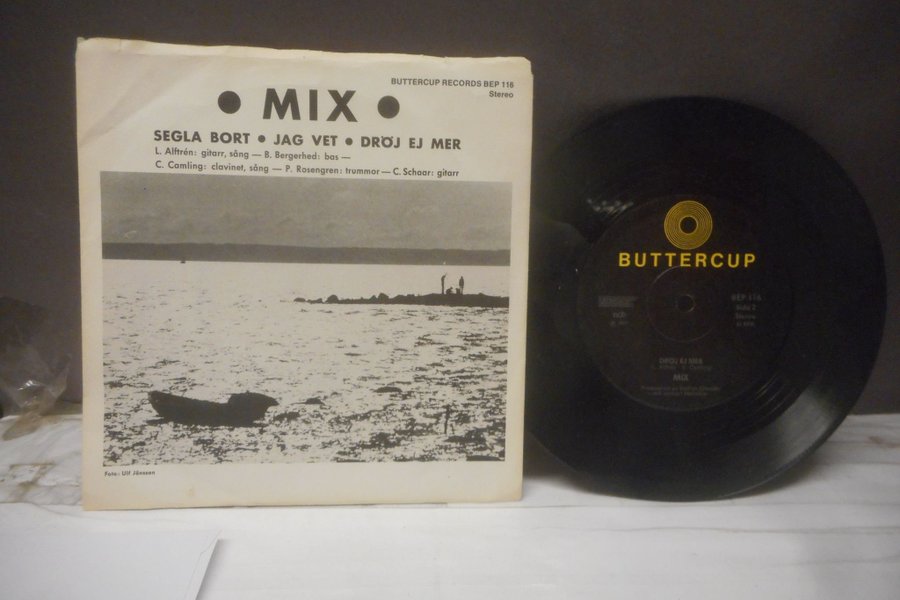 BUTTERCUP RECORDS BEP 116
Stereo
• MIX •
SEGLA BORT • JAG VET • DRÖJ EJ MER
L. Alftrén: gitarr, sång — B. Bergerhed: bas —
C. Camling: clavinet, sång — P. Rosengren: trummor — C. Schaar: gitarr
Foto: Ulf Jönsson
BUTTERCUP
BEP 116
Sida 2
Stereo
DRÖJ EJ MER
MIX